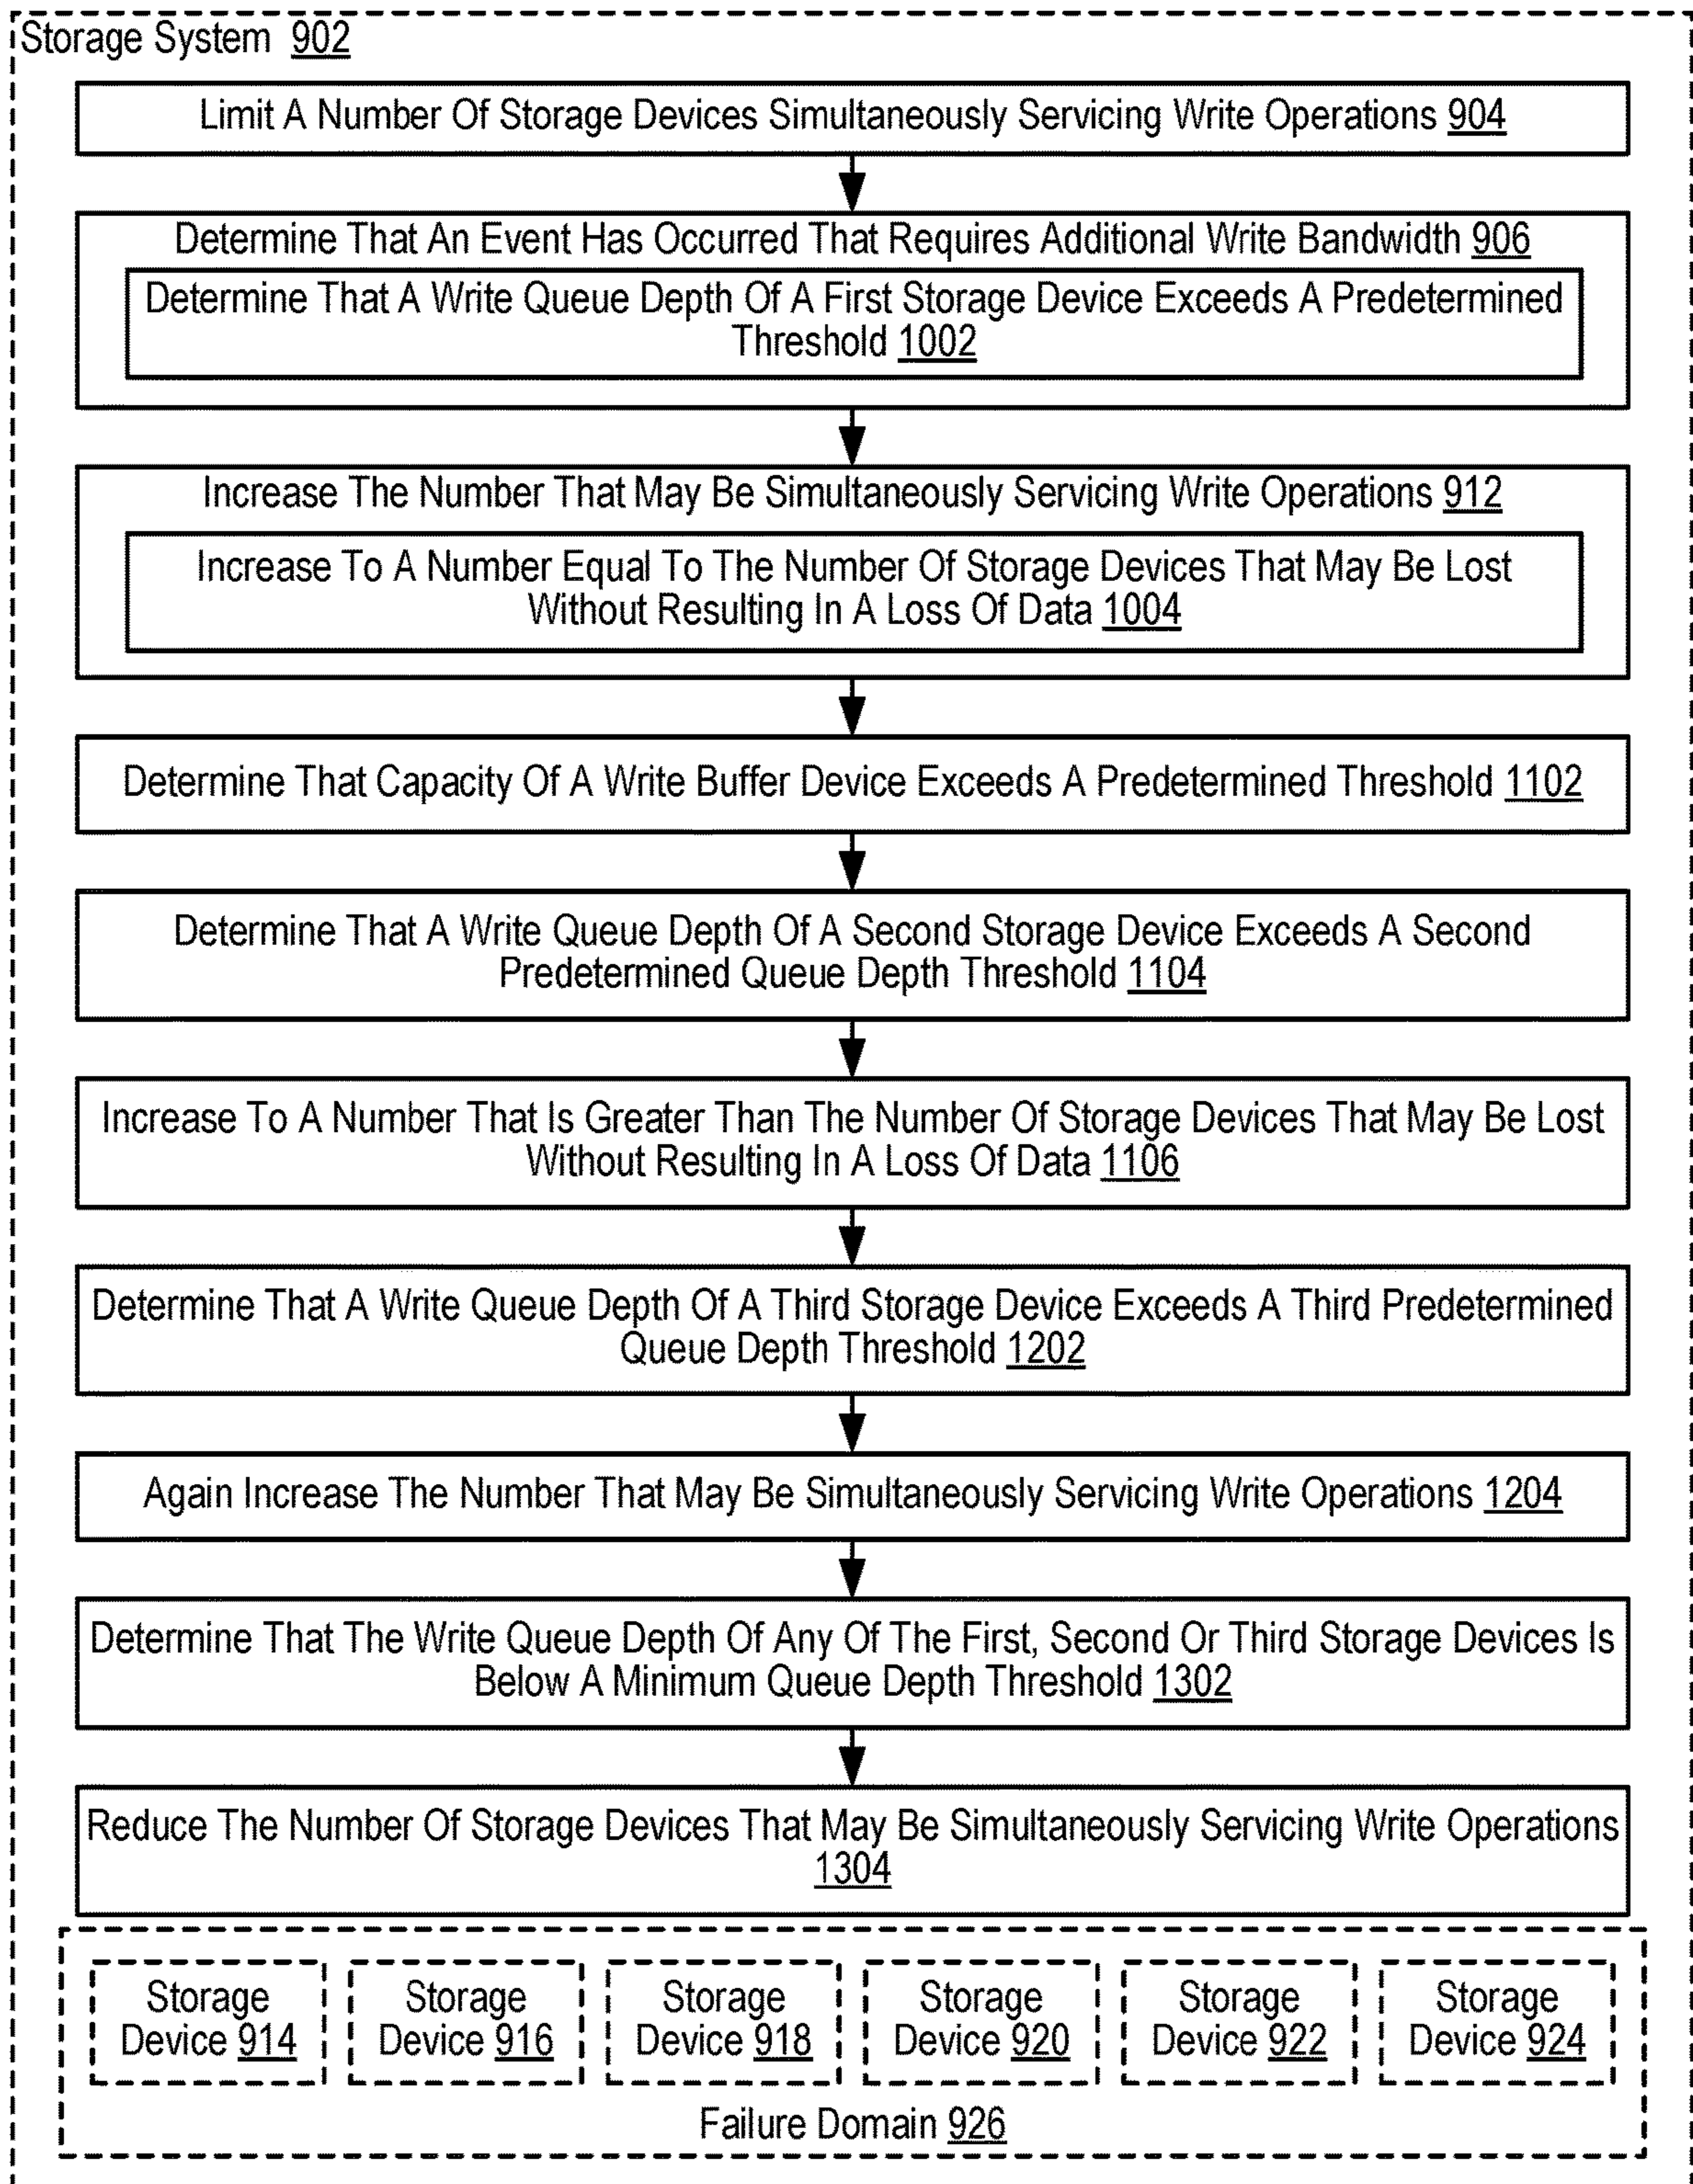 Storage System 902
Limit A Number Of Storage Devices Simultaneously Servicing Write Operations 904
Determine That An Event Has Occurred That Requires Additional Write Bandwidth 906
Determine That A Write Queue Depth Of A First Storage Device Exceeds A Predetermined
Threshold 1002
Increase The Number That May Be Simultaneously Servicing Write Operations 912
Increase To A Number Equal To The Number Of Storage Devices That May Be Lost
Without Resulting In A Loss Of Data 1004
Determine That Capacity Of A Write Buffer Device Exceeds A Predetermined Threshold 1102
Determine That A Write Queue Depth Of A Second Storage Device Exceeds A Second
Predetermined Queue Depth Threshold 1104
Increase To A Number That Is Greater Than The Number Of Storage Devices That May Be Lost
Without Resulting In A Loss Of Data 1106
Determine That A Write Queue Depth Of A Third Storage Device Exceeds A Third Predetermined
Queue Depth Threshold 1202
Again Increase The Number That May Be Simultaneously Servicing Write Operations 1204
Determine That The Write Queue Depth Of Any Of The First, Second Or Third Storage Devices Is
Below A Minimum Queue Depth Threshold 1302
Reduce The Number Of Storage Devices That May Be Simultaneously Servicing Write Operations
1304
Storage
Device 914
Storage
Device 916
Storage
Device 918
Storage
Device 920
Storage
Device 922
Storage
Device 924
Failure Domain 926